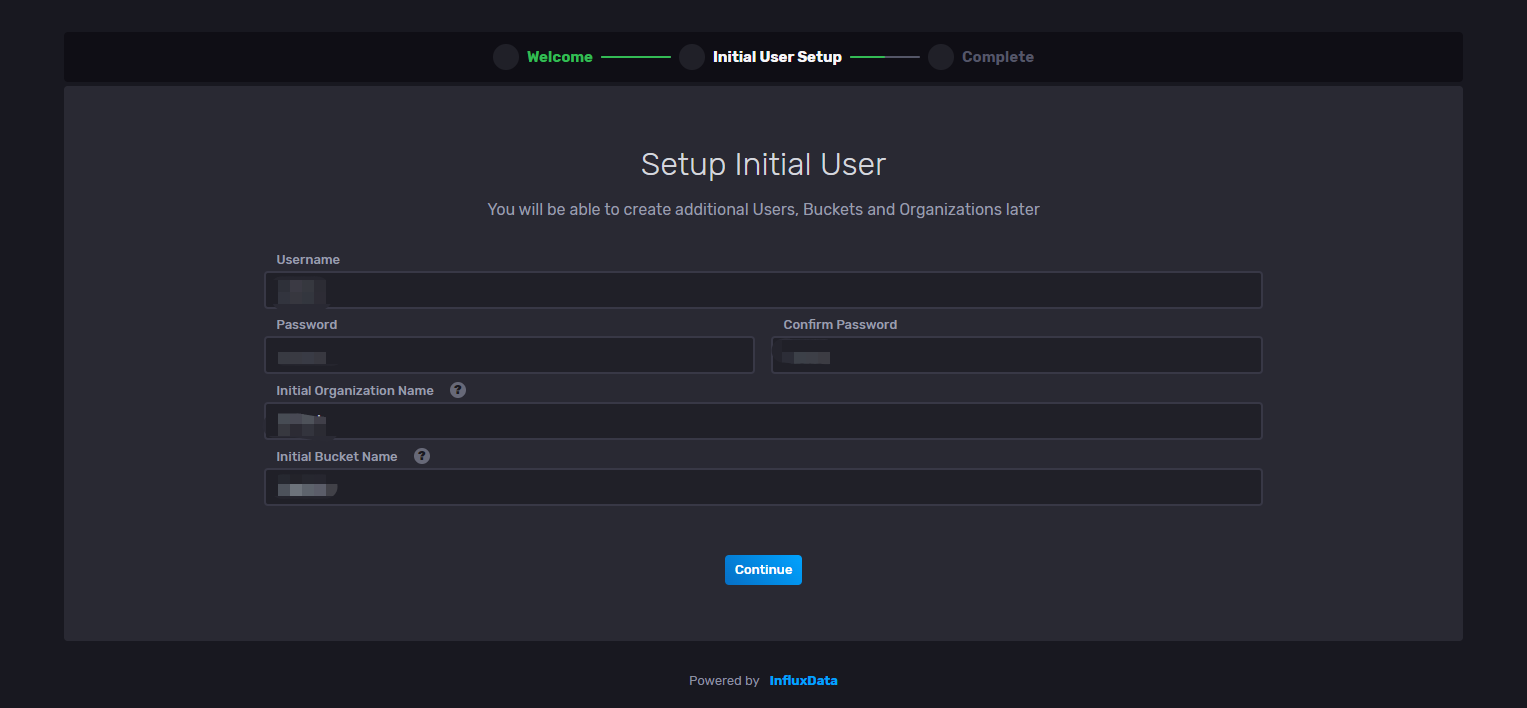 Welcome Initial User Setup Complete
Setup Initial User
You will be able to create additional Users, Buckets and Organizations later
Username
Password Confirm Password
Initial Organization Name ?
Initial Bucket Name ?
Continue
Powered by InfluxData